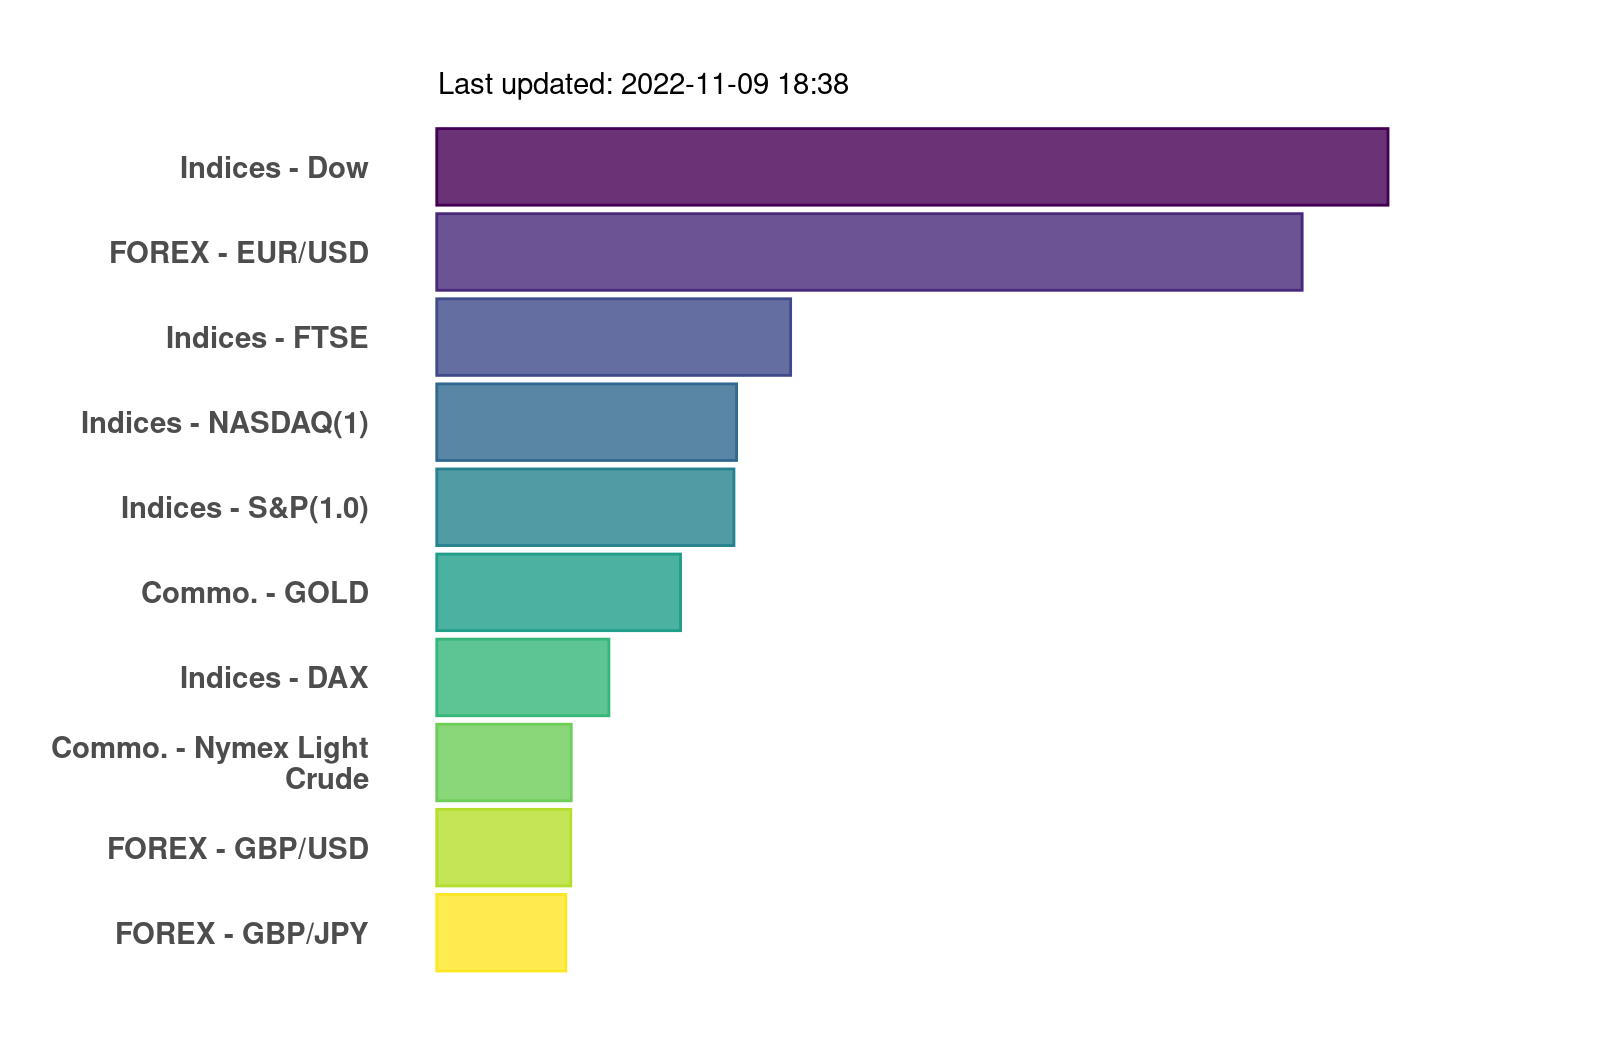 Last updated: 2022-11-09 18:38
Indices - Dow
FOREX - EUR/USD
Indices - FTSE
Indices - NASDAQ(1)
Indices - S&P(1.0)
Commo. - GOLD
Indices - DAX
Commo. - Nymex Light
Crude
FOREX - GBP/USD
FOREX - GBP/JPY